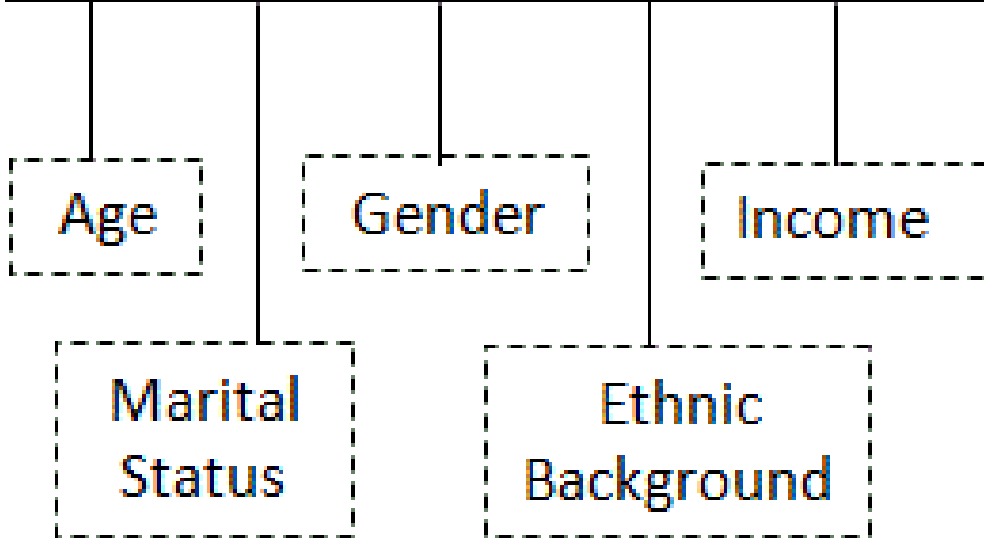 Age
Gender
Income
Marital
Status
Ethnic
Background